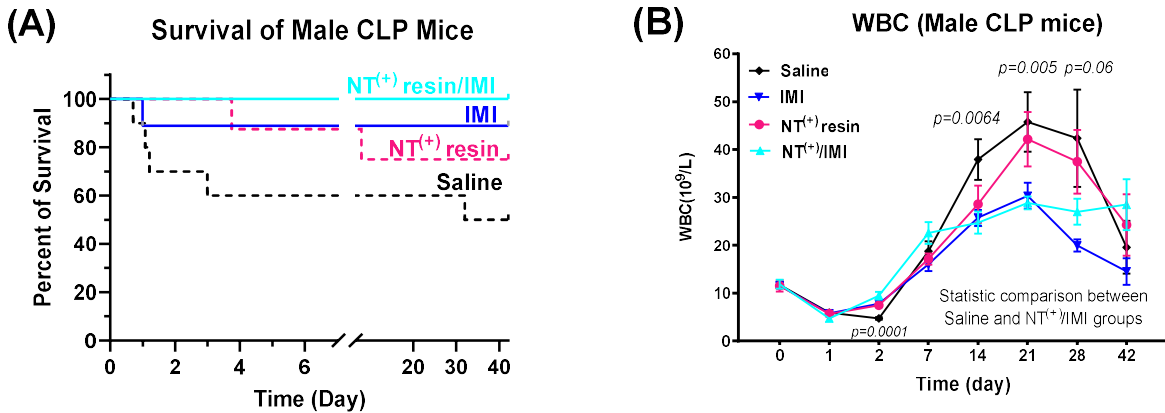 (A)
Survival of Male CLP Mice
Percent of Survival
100
80
60
40
20
0
NT(+) resin/IMI
IMI
NT(+) resin
Saline
0 2 4 6 20 30 40
Time (Day)
(B)
WBC (Male CLP mice)
WBC(10⁹/L)
60
50
40
30
20
10
0
Saline
IMI
NT(+) resin
NT(+)/IMI
p=0.005 p=0.06
p=0.0064
p=0.0001
Statistic comparison between
Saline and NT(+)/IMI groups
0 1 2 7 14 21 28 42
Time (day)